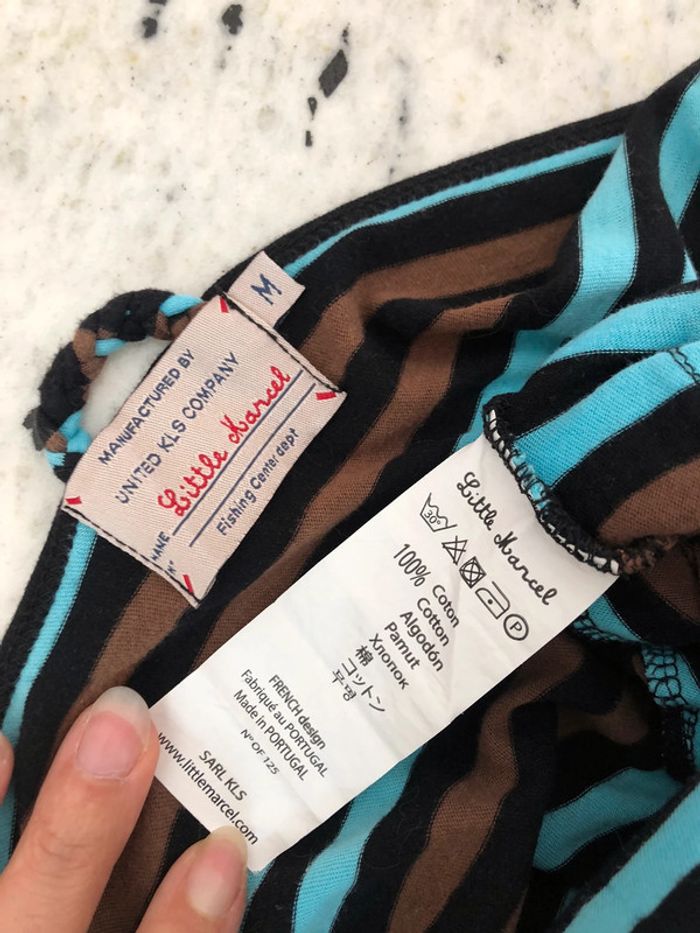 M
MANUFACTURED BY
UNITED KLS COMPANY
Little Marcel
Fishing Center dept
"NAME
N°"
Little Marcel
30°
P
100% Coton
Cotton
Algodón
Pamut
Хлопок
棉
コットン
FRENCH design
Fabriqué au PORTUGAL
Made in PORTUGAL
N° OF 125
SARL KLS
www.littlemarcel.com